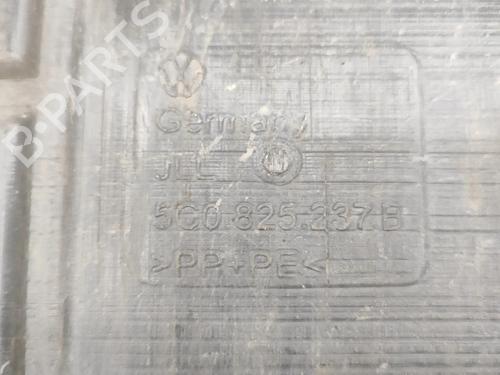 B-PARTS
Germany
JLL
5C0 825 237 B
>PP+PE<